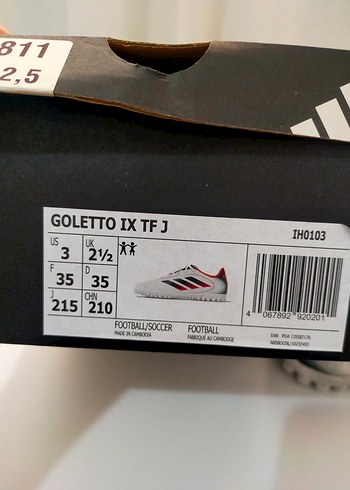 811
2,5
GOLETTO IX TF J
IH0103
US 3 UK 2½
F 35 D 35
J 215 CHN 210
4 067892 920201
FOOTBALL/SOCCER FOOTBALL
MADE IN CAMBODIA FABRIQUÉ AU CAMBODGE